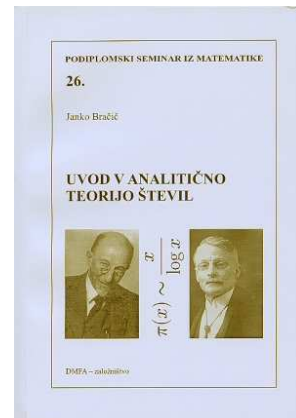 PODIPLOMSKI SEMINAR IZ MATEMATIKE
26.
Janko Bračič
UVOD V ANALITIČNO
TEORIJO ŠTEVIL
π(x) ~ x / log x
DMFA – založništvo